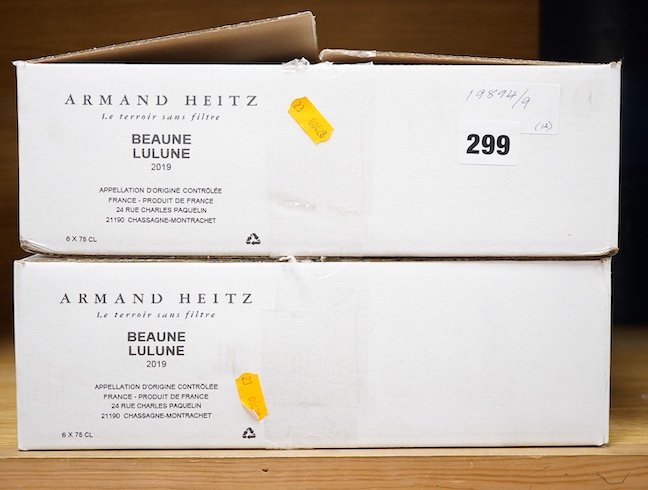 ARMAND HEITZ
Le terroir sans filtre
BEAUNE
LULUNE
2019
APPELLATION D'ORIGINE CONTRÔLÉE
FRANCE - PRODUIT DE FRANCE
24 RUE CHARLES PAQUELIN
21190 CHASSAGNE-MONTRACHET
6 X 75 CL
23
19894/9
(12)
299
ARMAND HEITZ
Le terroir sans filtre
BEAUNE
LULUNE
2019
APPELLATION D'ORIGINE CONTRÔLÉE
FRANCE - PRODUIT DE FRANCE
24 RUE CHARLES PAQUELIN
21190 CHASSAGNE-MONTRACHET
6 X 75 CL
23